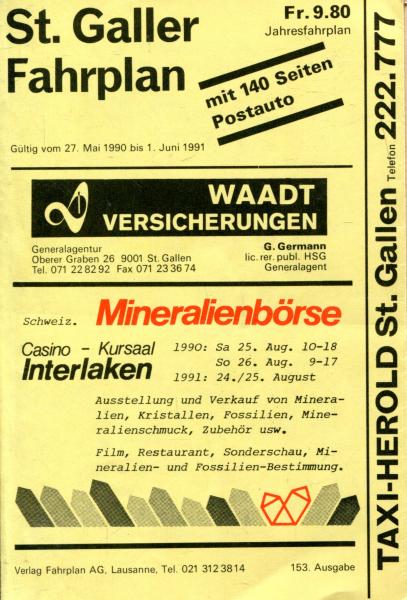 St. Galler
Fahrplan
Fr. 9.80
Jahresfahrplan
mit 140 Seiten
Postauto
Gültig vom 27. Mai 1990 bis 1. Juni 1991
WAADT
VERSICHERUNGEN
Generalagentur
Oberer Graben 26 9001 St. Gallen
Tel. 071 22 82 92 Fax 071 23 36 74
G. Germann
lic. rer. publ. HSG
Generalagent
Schweiz. Mineralienbörse
Casino - Kursaal
Interlaken
1990: Sa 25. Aug. 10-18
So 26. Aug. 9-17
1991: 24./25. August
Ausstellung und Verkauf von Minera-
lien, Kristallen, Fossilien, Mine-
ralienschmuck, Zubehör usw.
Film, Restaurant, Sonderschau, Mi-
neralien- und Fossilien-Bestimmung.
Verlag Fahrplan AG, Lausanne, Tel. 021 312 38 14
153. Ausgabe
TAXI-HEROLD St. Gallen Telefon 222.777